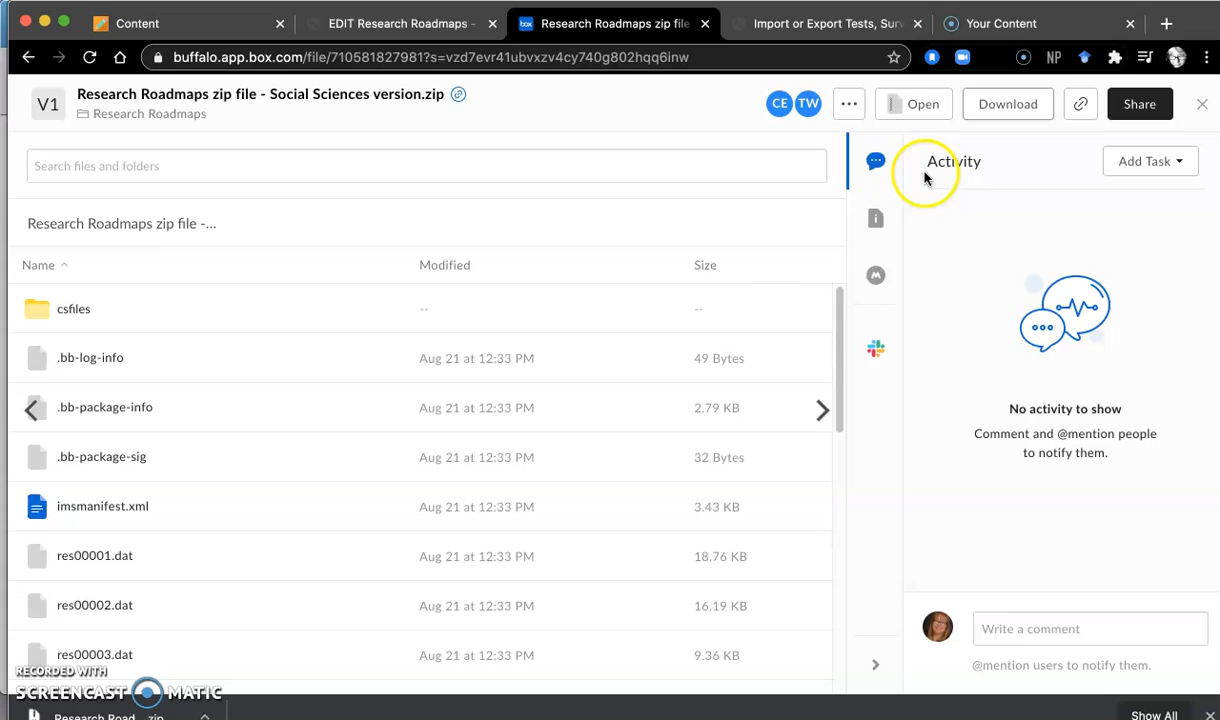 Content
EDIT Research Roadmaps -
box
Research Roadmaps zip file
Import or Export Tests, Surv
Your Content
buffalo.app.box.com/file/710581827981?s=vzd7evr41ubvxzv4cy740g802hqq6inw
NP
V1
Research Roadmaps zip file - Social Sciences version.zip
Research Roadmaps
CE
TW
Open
Download
Share
Search files and folders
Activity
Add Task
Research Roadmaps zip file -...
Name
Modified
Size
csfiles
--
--
.bb-log-info
Aug 21 at 12:33 PM
49 Bytes
.bb-package-info
Aug 21 at 12:33 PM
2.79 KB
.bb-package-sig
Aug 21 at 12:33 PM
32 Bytes
imsmanifest.xml
Aug 21 at 12:33 PM
3.43 KB
res00001.dat
Aug 21 at 12:33 PM
18.76 KB
res00002.dat
Aug 21 at 12:33 PM
16.19 KB
res00003.dat
Aug 21 at 12:33 PM
9.36 KB
No activity to show
Comment and @mention people
to notify them.
Write a comment
@mention users to notify them.
RECORDED WITH
SCREENCAST MATIC
Research Road....zip
Show All